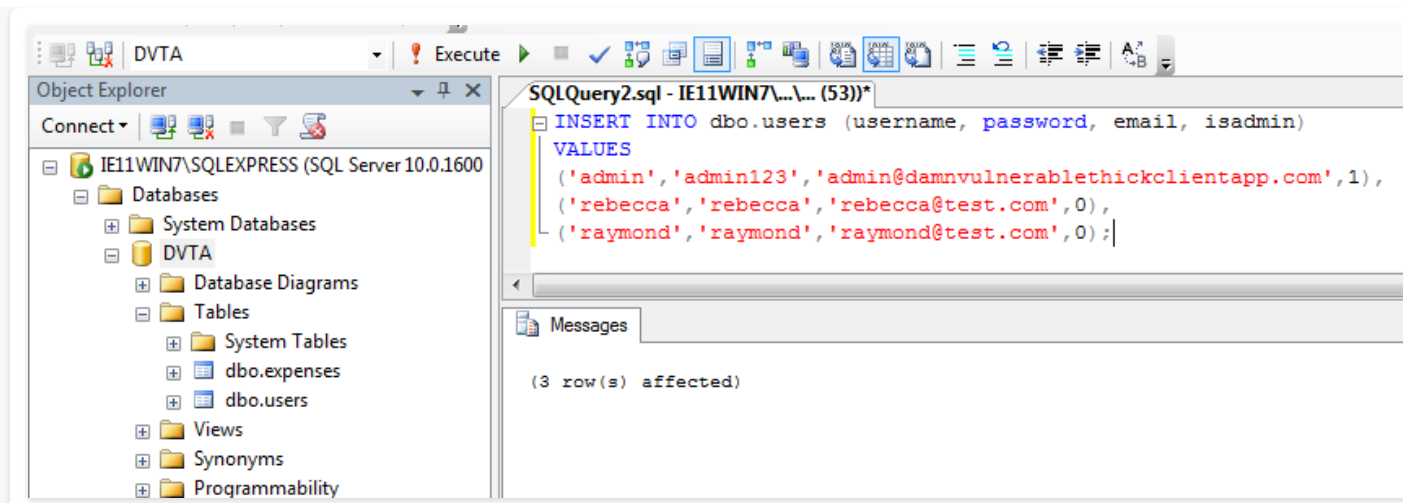 DVTA
Execute
Object Explorer
Connect
IE11WIN7\SQLEXPRESS (SQL Server 10.0.1600
Databases
System Databases
DVTA
Database Diagrams
Tables
System Tables
dbo.expenses
dbo.users
Views
Synonyms
Programmability
SQLQuery2.sql - IE11WIN7\...\... (53))*
INSERT INTO dbo.users (username, password, email, isadmin)
VALUES
('admin','admin123','admin@damnvulnerablethickclientapp.com',1),
('rebecca','rebecca','rebecca@test.com',0),
('raymond','raymond','raymond@test.com',0);
Messages
(3 row(s) affected)